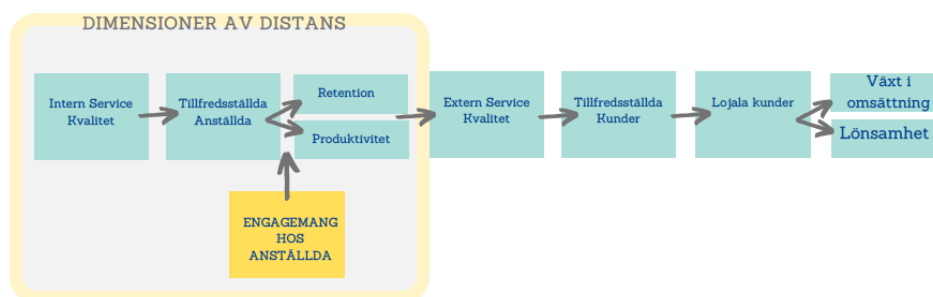 DIMENSIONER AV DISTANS
Intern Service
Kvalitet
Tillfredsställda
Anställda
Retention
Produktivitet
Extern Service
Kvalitet
Tillfredsställda
Kunder
Lojala kunder
Växt i
omsättning
Lönsamhet
ENGAGEMANG
HOS
ANSTÄLLDA